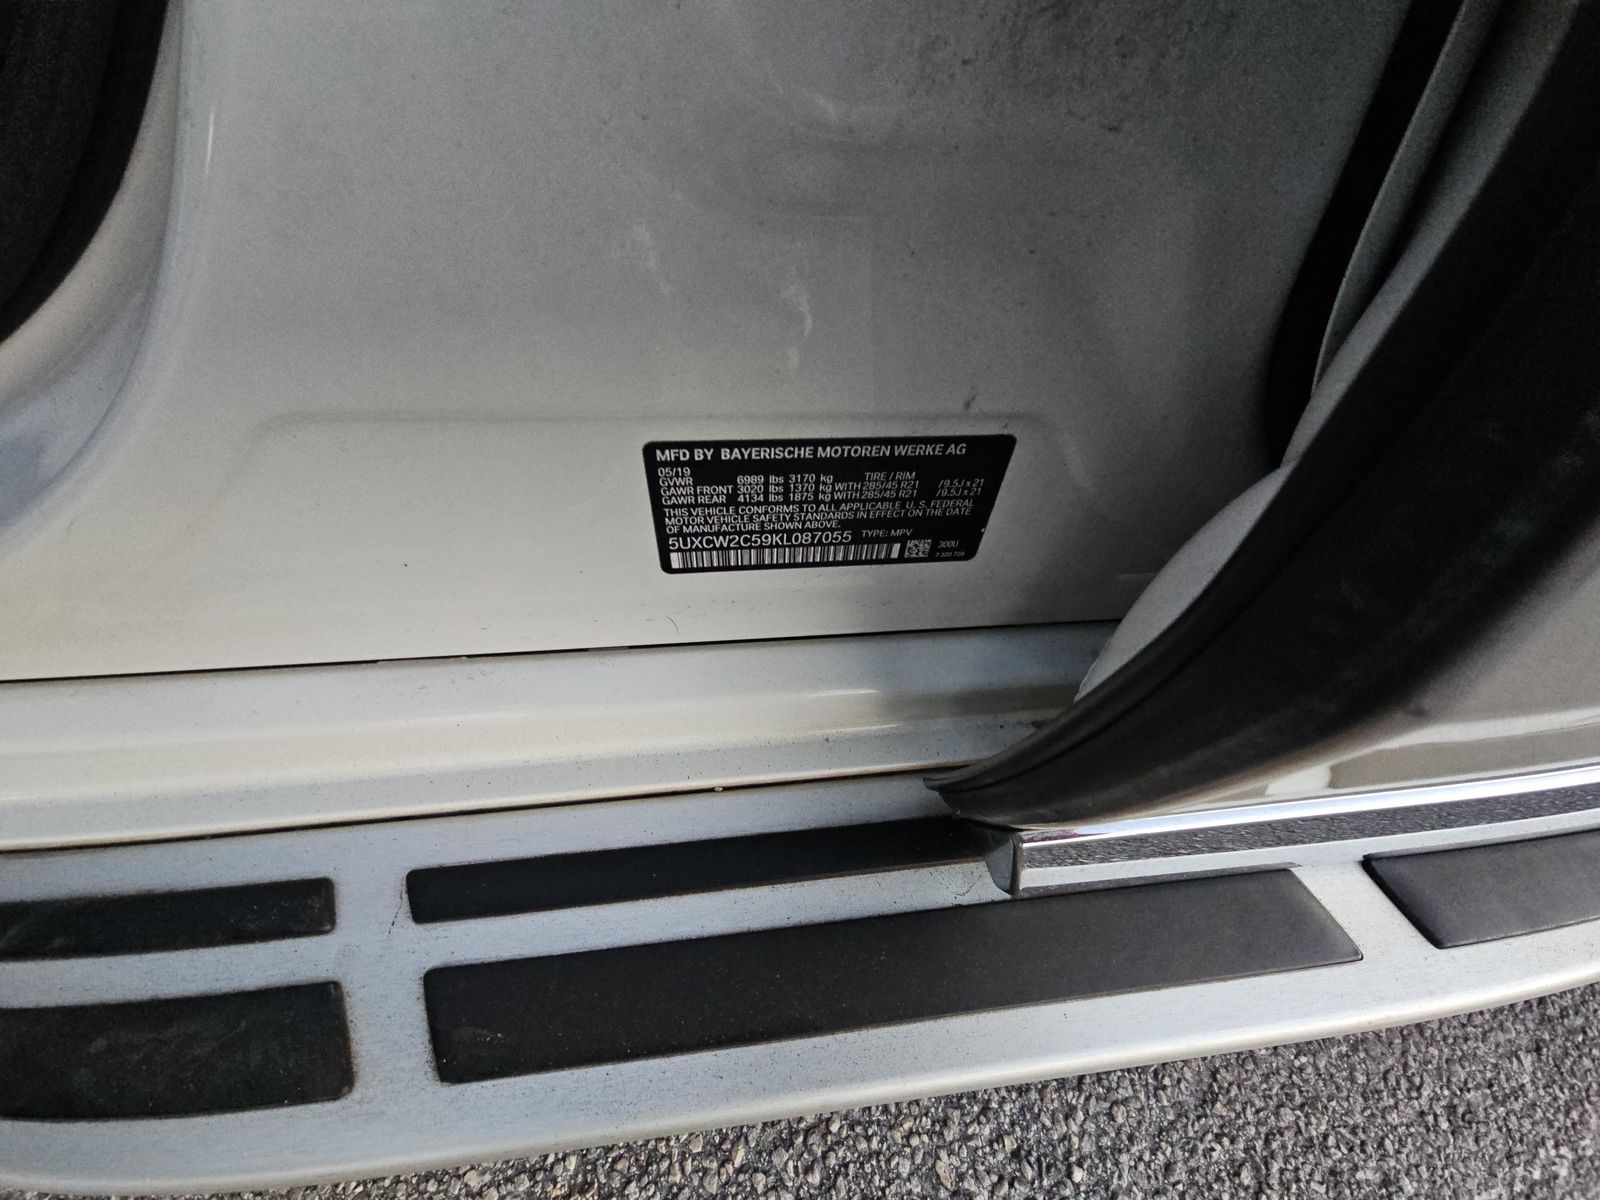 MFD BY BAYERISCHE MOTOREN WERKE AG
05/19
GVWR 6989 lbs 3170 kg TIRE / RIM
GAWR FRONT 3020 lbs 1370 kg WITH 285/45 R21 /9.5J x 21
GAWR REAR 4134 lbs 1875 kg WITH 285/45 R21 /9.5J x 21
THIS VEHICLE CONFORMS TO ALL APPLICABLE U. S. FEDERAL
MOTOR VEHICLE SAFETY STANDARDS IN EFFECT ON THE DATE
OF MANUFACTURE SHOWN ABOVE.
5UXCW2C59KL087055 TYPE: MPV
300U
7 320 729